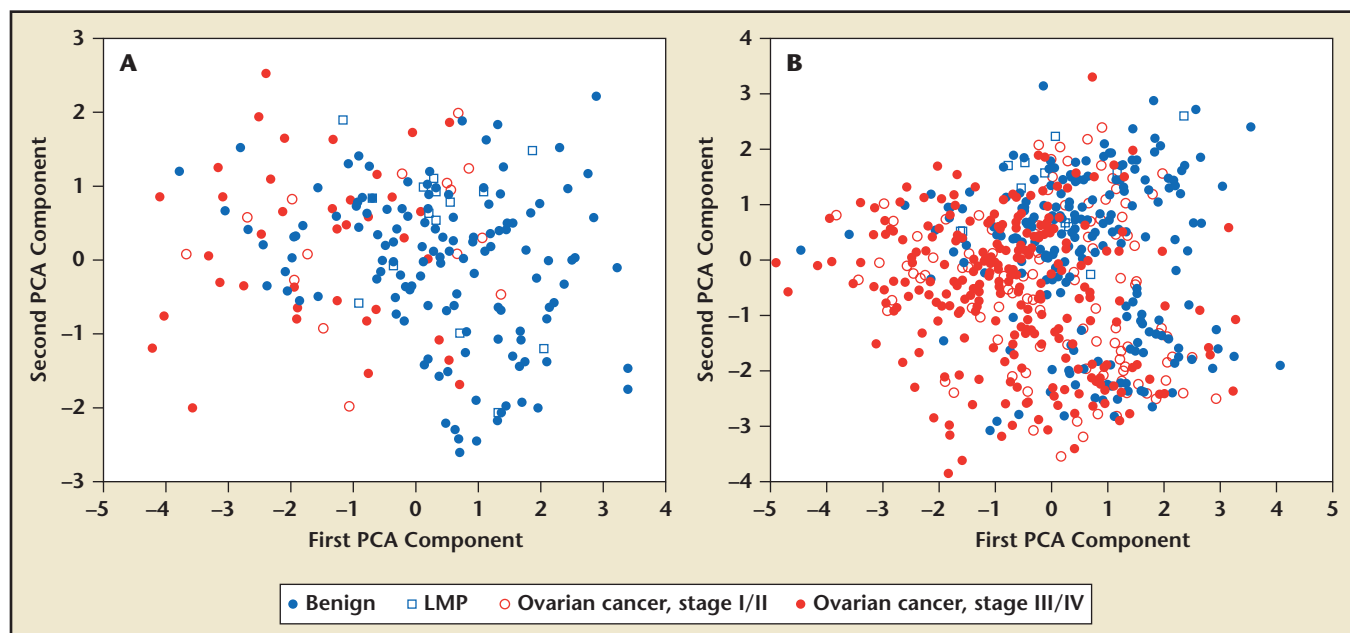 A
3
2
1
0
−1
−2
−3
Second PCA Component
−5 −4 −3 −2 −1 0 1 2 3 4
First PCA Component
B
4
3
2
1
0
−1
−2
−3
−4
Second PCA Component
−5 −4 −3 −2 −1 0 1 2 3 4 5
First PCA Component
Benign LMP Ovarian cancer, stage I/II Ovarian cancer, stage III/IV